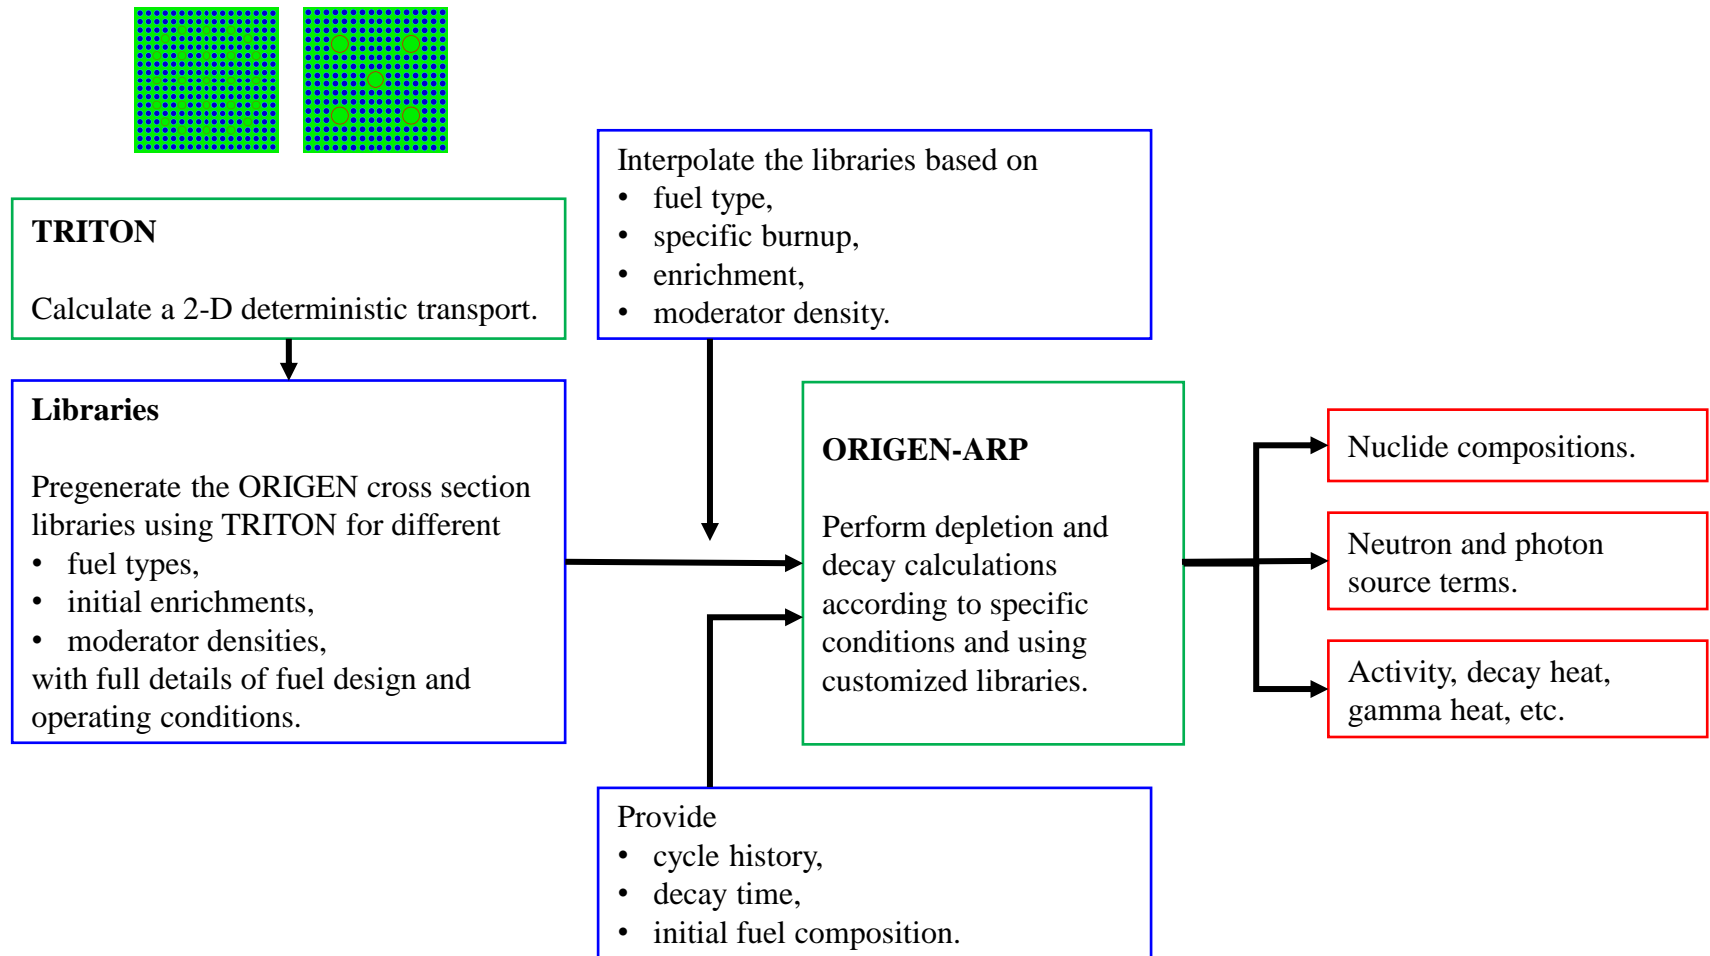 TRITON
Calculate a 2-D deterministic transport.
Libraries
Pregenerate the ORIGEN cross section
libraries using TRITON for different
• fuel types,
• initial enrichments,
• moderator densities,
with full details of fuel design and
operating conditions.
Interpolate the libraries based on
• fuel type,
• specific burnup,
• enrichment,
• moderator density.
ORIGEN-ARP
Perform depletion and
decay calculations
according to specific
conditions and using
customized libraries.
Provide
• cycle history,
• decay time,
• initial fuel composition.
Nuclide compositions.
Neutron and photon
source terms.
Activity, decay heat,
gamma heat, etc.